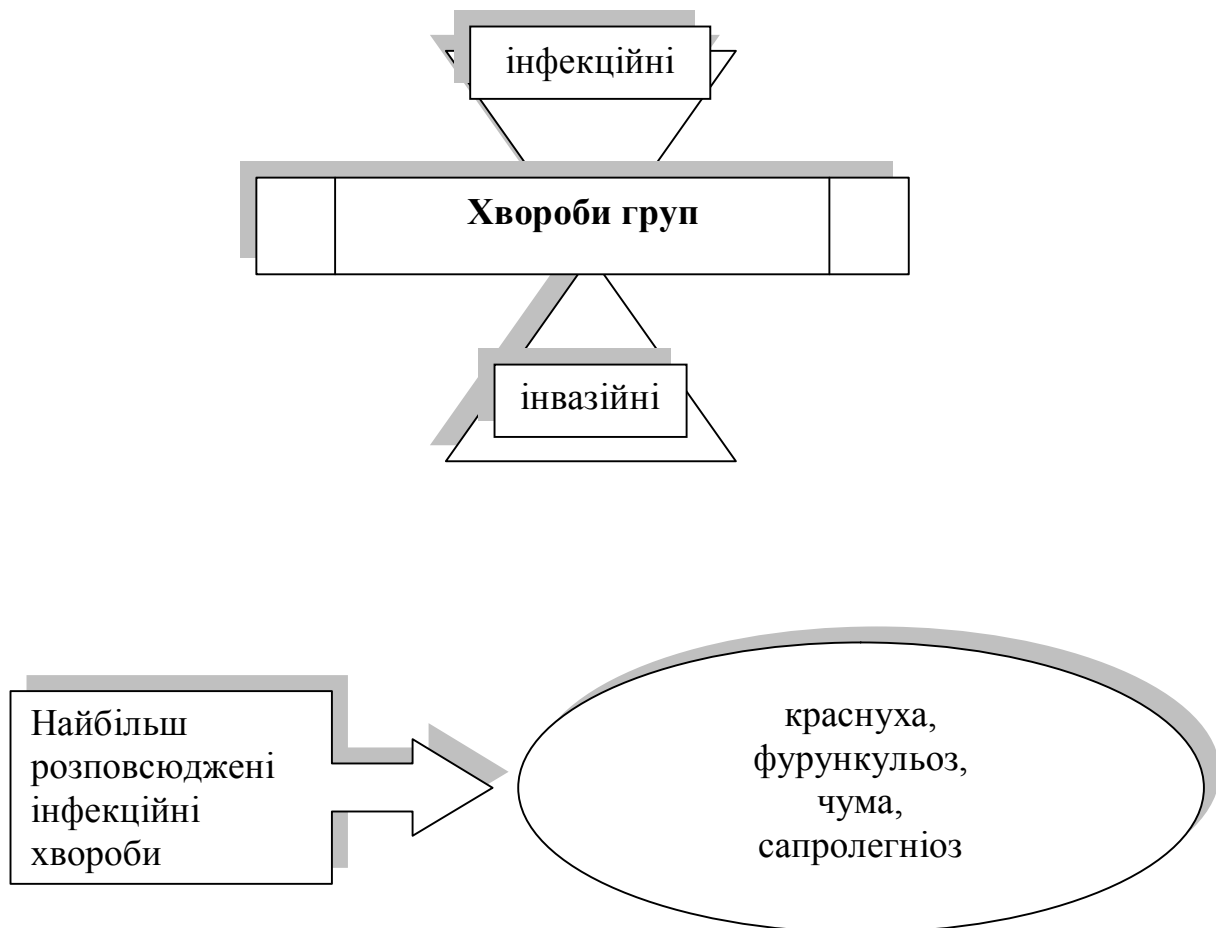 інфекційні
Хвороби груп
інвазійні
Найбільш
розповсюджені
інфекційні
хвороби
краснуха,
фурункульоз,
чума,
сапролегніоз